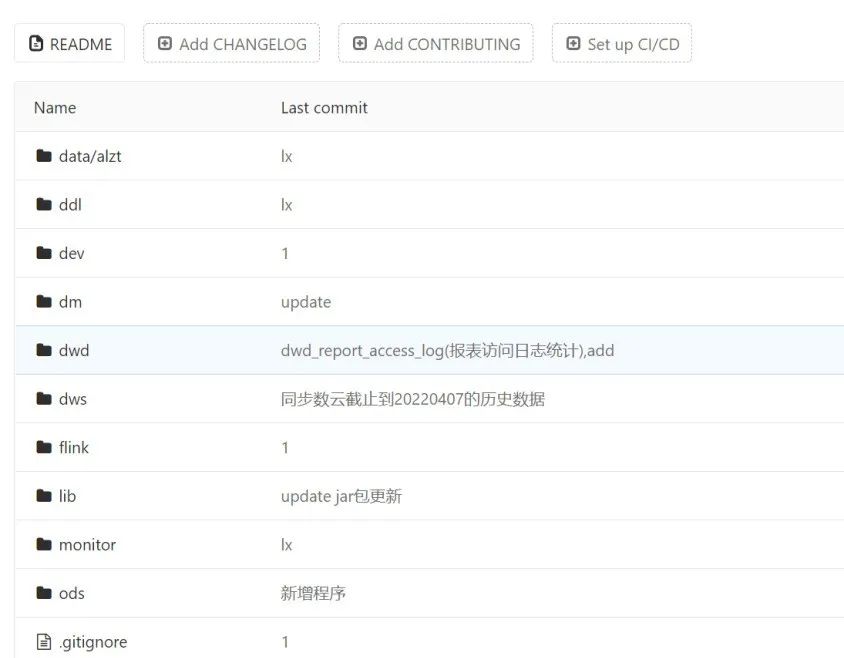 README Add CHANGELOG Add CONTRIBUTING Set up CI/CD
Name Last commit
data/alzt lx
ddl lx
dev 1
dm update
dwd dwd_report_access_log(报表访问日志统计),add
dws 同步数云截止到20220407的历史数据
flink 1
lib update jar包更新
monitor lx
ods 新增程序
.gitignore 1